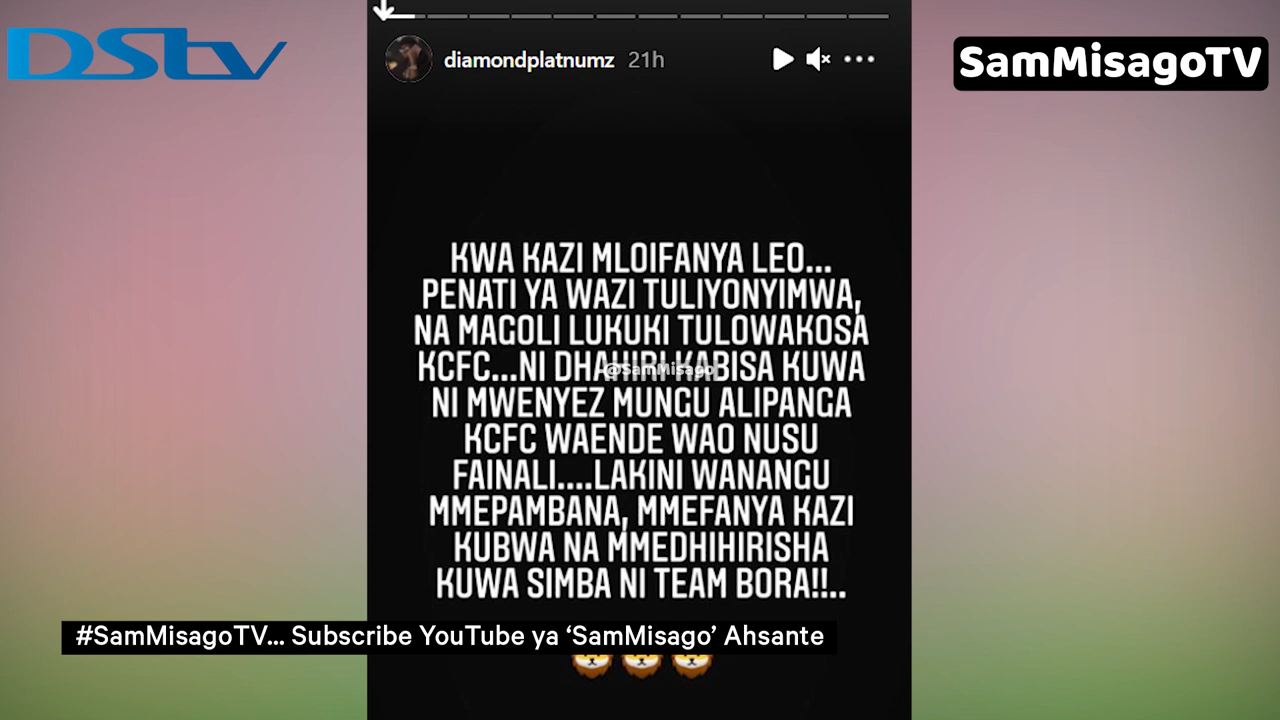 DStv
SamMisagoTV
diamondplatnumz 21h
KWA KAZI MLOIFANYA LEO...
PENATI YA WAZI TULIYONYIMWA,
NA MAGOLI LUKUKI TULOWAKOSA
KCFC...NI DHAHIRI KABISA KUWA
@SamMisago
NI MWENYEZ MUNGU ALIPANGA
KCFC WAENDE WAO NUSU
FAINALI....LAKINI WANANGU
MMEPAMBANA, MMEFANYA KAZI
KUBWA NA MMEDHIHIRISHA
KUWA SIMBA NI TEAM BORA!!..
#SamMisagoTV... Subscribe YouTube ya ‘SamMisago’ Ahsante